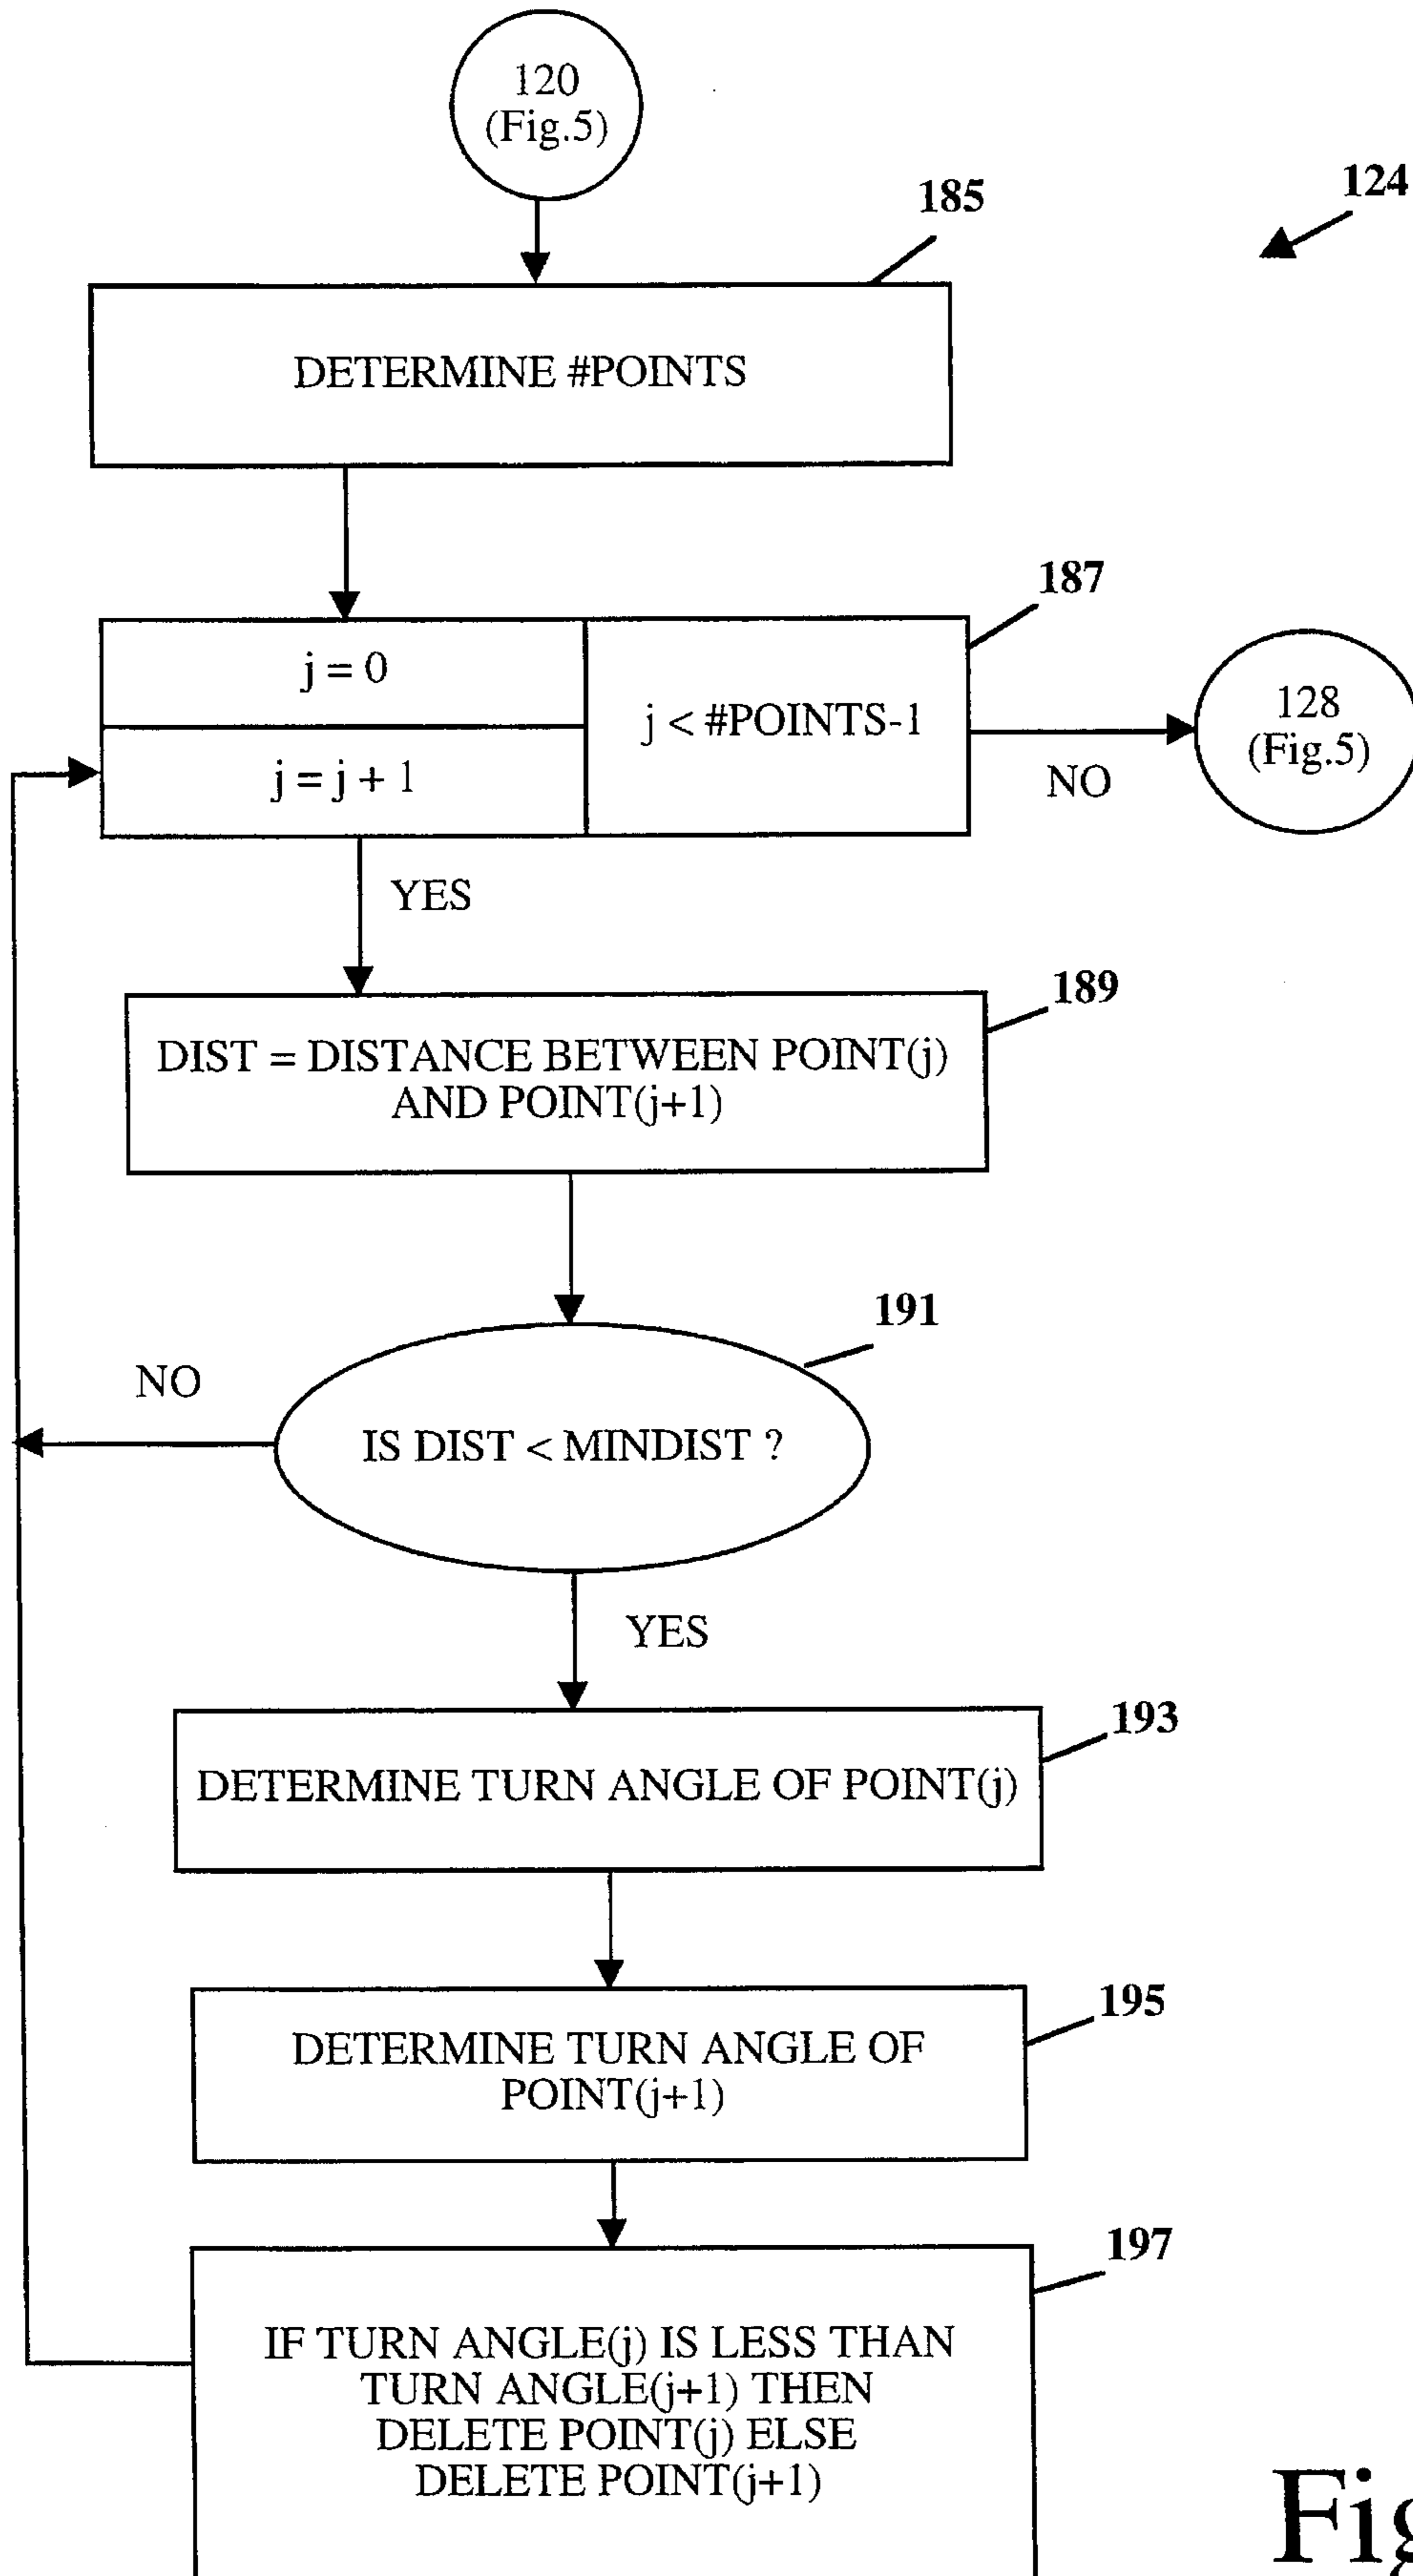 120
(Fig.5)
185
124
DETERMINE #POINTS
187
j = 0
j < #POINTS-1
j = j + 1
128
(Fig.5)
NO
YES
189
DIST = DISTANCE BETWEEN POINT(j)
AND POINT(j+1)
191
NO
IS DIST < MINDIST ?
YES
193
DETERMINE TURN ANGLE OF POINT(j)
195
DETERMINE TURN ANGLE OF
POINT(j+1)
197
IF TURN ANGLE(j) IS LESS THAN
TURN ANGLE(j+1) THEN
DELETE POINT(j) ELSE
DELETE POINT(j+1)
Fig